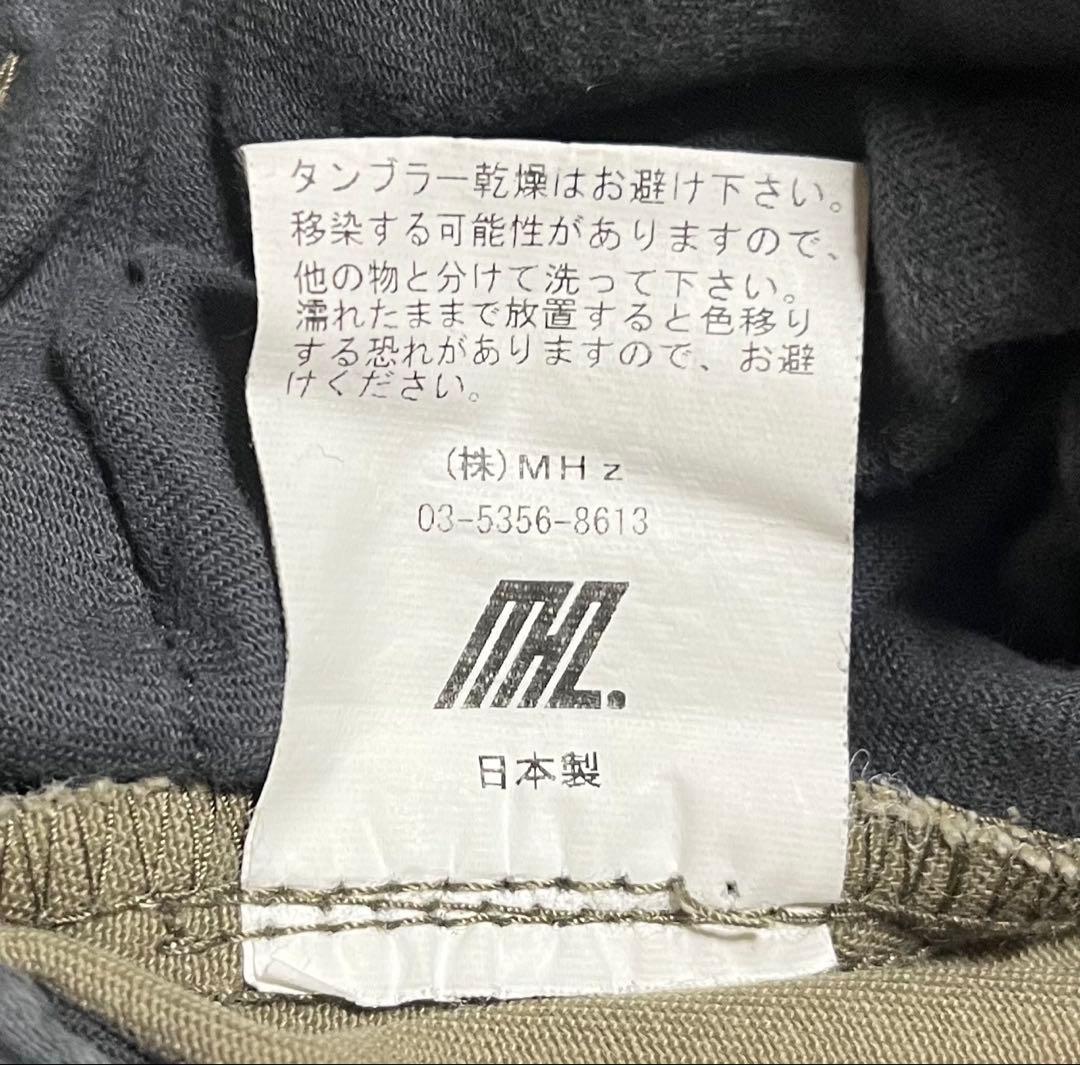 タンブラー乾燥はお避け下さい。
移染する可能性がありますので、
他の物と分けて洗って下さい。
濡れたままで放置すると色移り
する恐れがありますので、お避
けください。
(株)MHz
03-5356-8613
MHL.
日本製